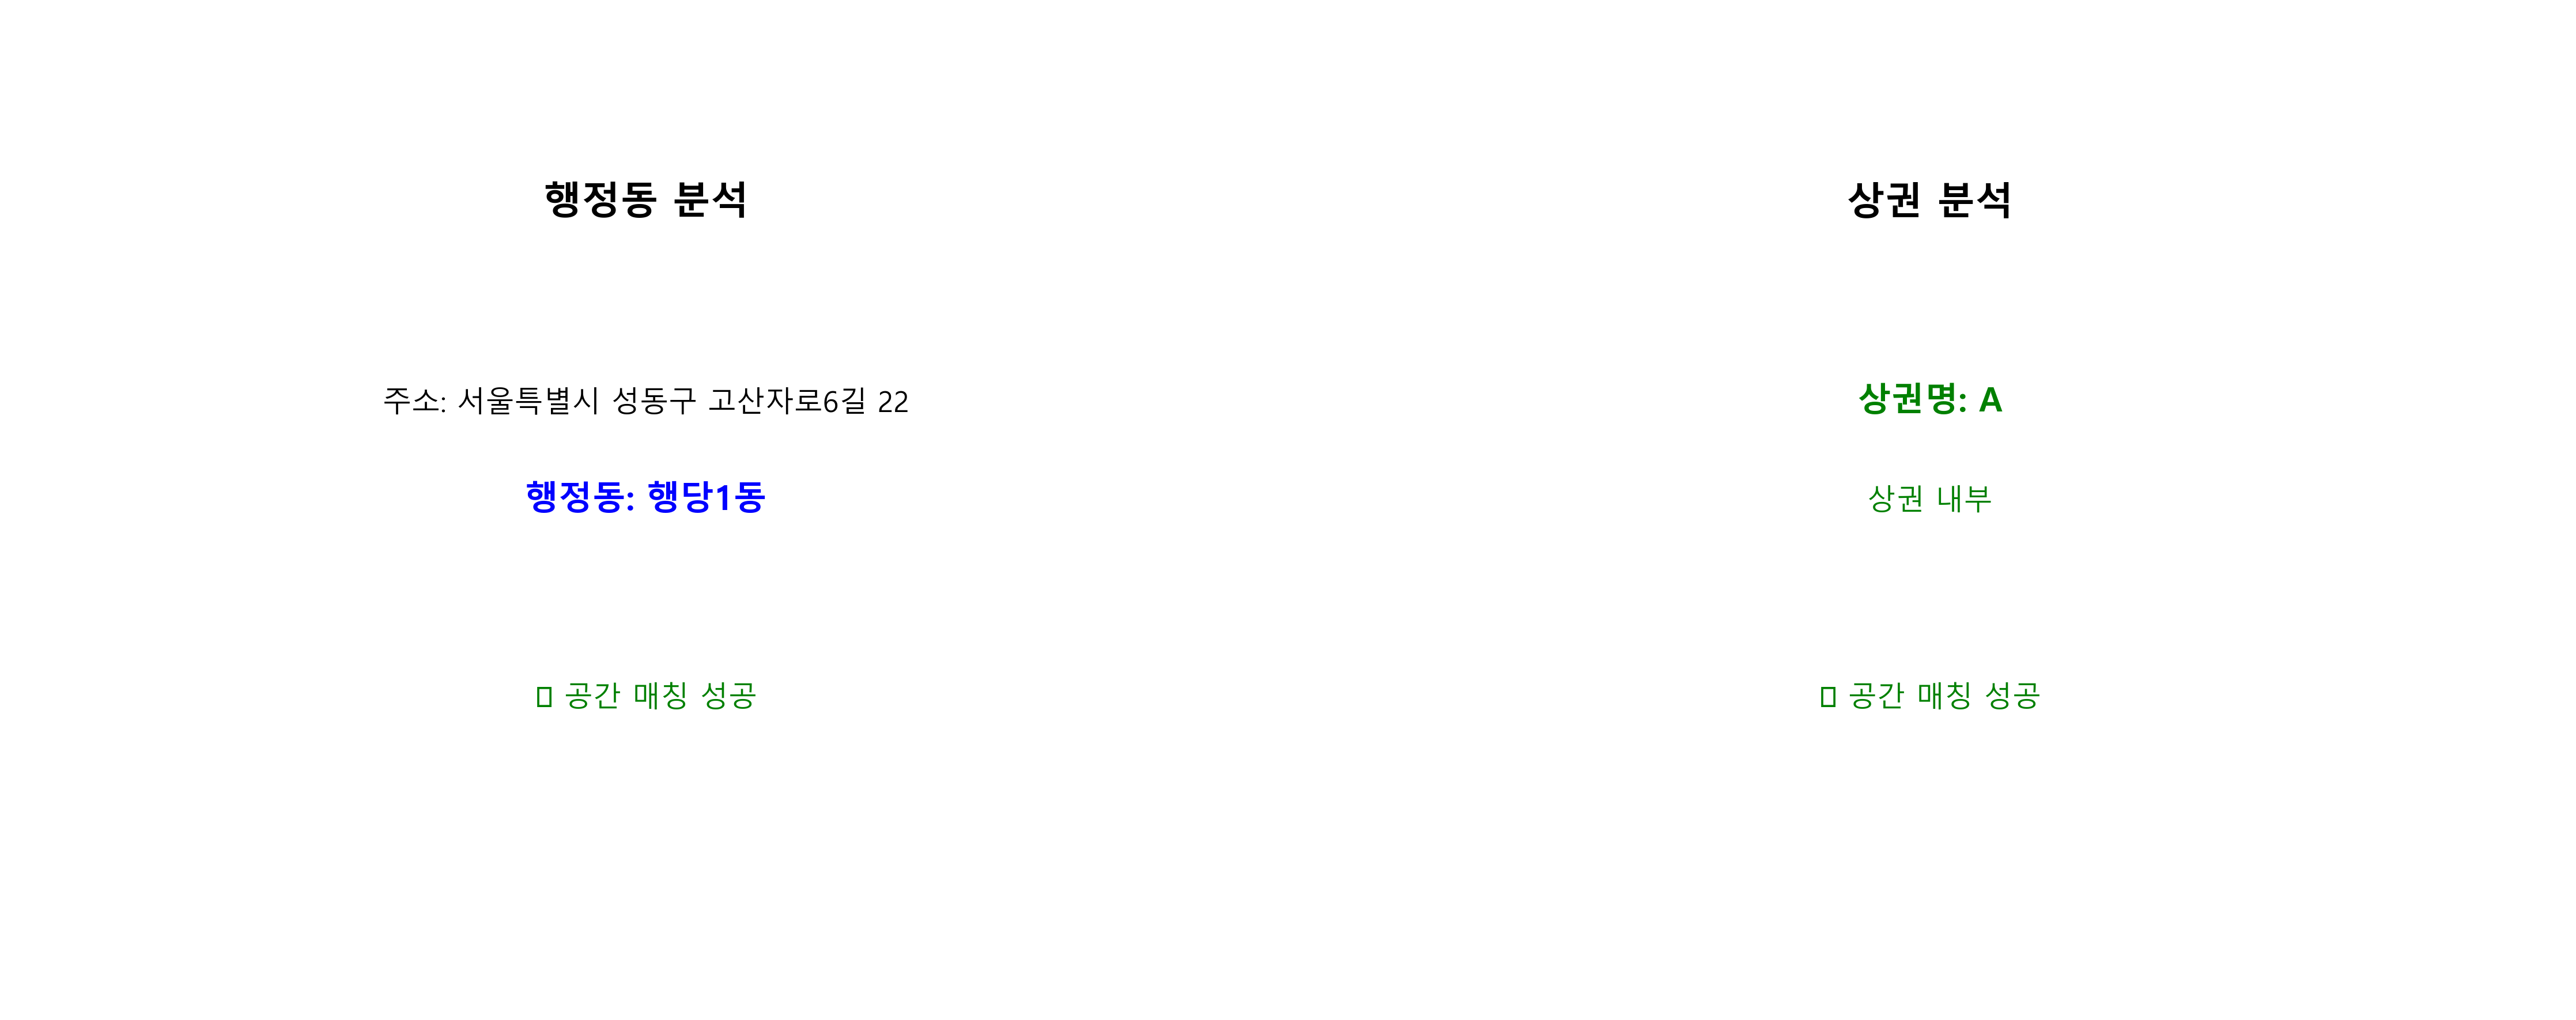 행정동 분석
주소: 서울특별시 성동구 고산자로6길 22
행정동: 행당1동
▯ 공간 매칭 성공
상권 분석
상권명: A
상권 내부
▯ 공간 매칭 성공